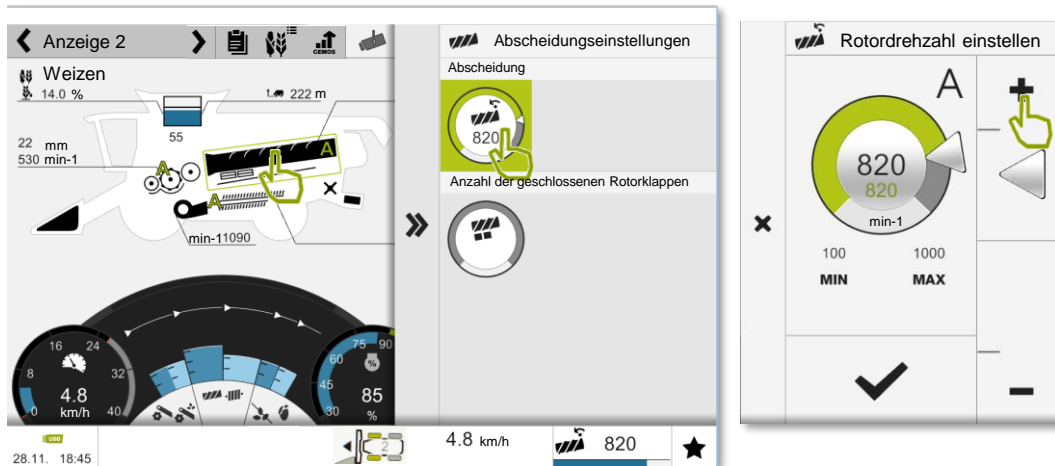 Anzeige 2
CEMOS
Weizen
14.0 %
222 m
55
22 mm
530 min-1
A
A
A
min-11090
16 24
8 32
0 40
4.8
km/h
75 90
60
45
30
%
85
%
USB
28.11. 18:45
2
4.8 km/h
820
Abscheidungseinstellungen
Abscheidung
820
Anzahl der geschlossenen Rotorklappen
Rotordrehzahl einstellen
A
820
820
min-1
100 1000
MIN MAX